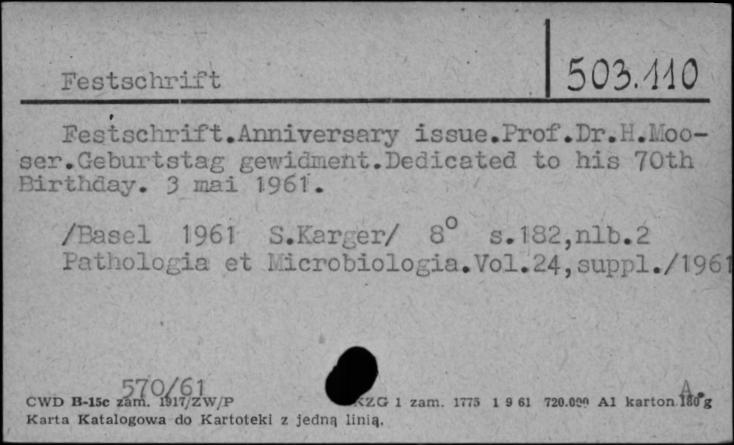 Festschrift 503.110
Festschrift.Anniversary issue.Prof.Dr.H.Moo-
ser.Geburtstag gewidment.Dedicated to his 70th
Birthday. 3 mai 1961.
/Basel 1961 S.Karger/ 8° s.182,nlb.2
Pathologia et Microbiologia.Vol.24,suppl./1961
570/61 A.
CWD B-15c zam. 1917/ZW/P KZG 1 zam. 1775 1 9 61 720.000 A1 karton 180 g
Karta Katalogowa do Kartoteki z jedną linią.